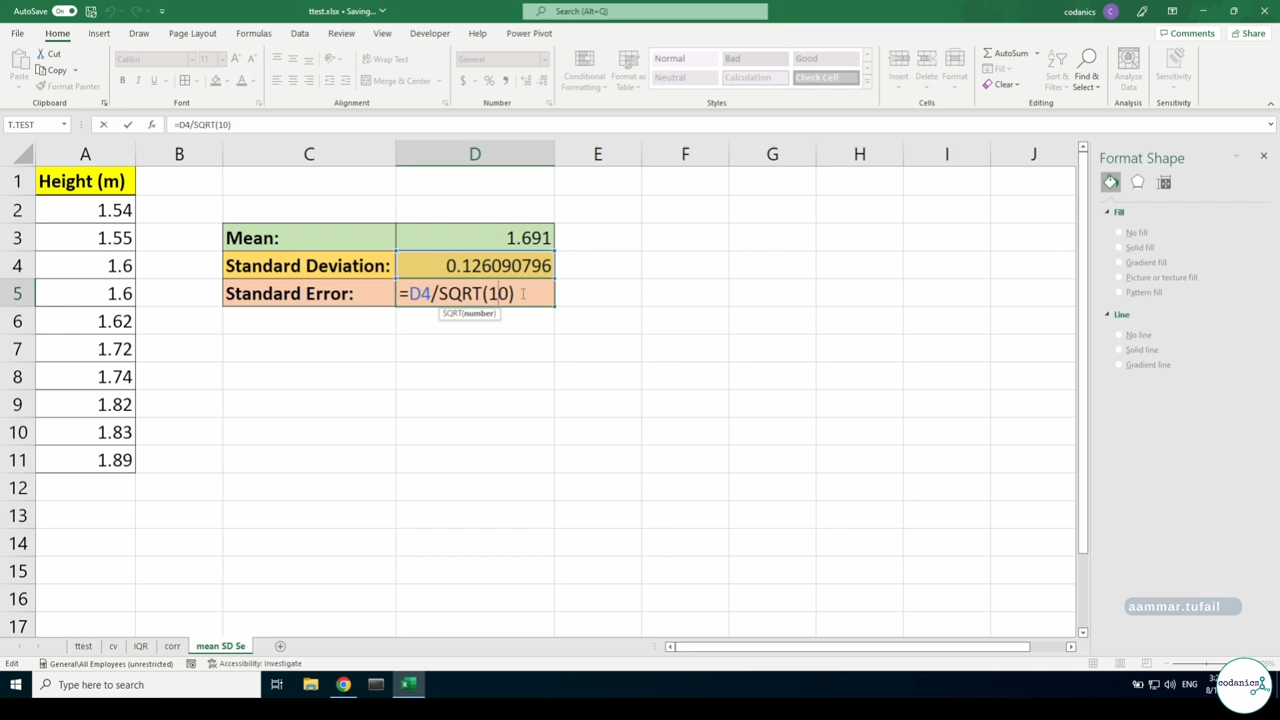 AutoSave On ttest.xlsx • Saving... Search (Alt+Q) codanics C
File Home Insert Draw Page Layout Formulas Data Review View Developer Help Power Pivot Comments Share
Paste Cut Copy Format Painter Clipboard
Calibri B I U Font
Wrap Text Merge & Center Alignment
General $ % Number
Conditional Formatting Format as Table Normal Bad Good Neutral Calculation Check Cell Styles
Insert Delete Format Cells
AutoSum Fill Clear Sort & Find & Select Editing
Analyze Data Analysis
Sensitivity Sensitivity
T.TEST fx =D4/SQRT(10)
A B C D E F G H I J
1 Height (m)
2 1.54
3 1.55 Mean: 1.691
4 1.6 Standard Deviation: 0.126090796
5 1.6 Standard Error: =D4/SQRT(10)
SQRT(number)
6 1.62
7 1.72
8 1.74
9 1.82
10 1.83
11 1.89
12
13
14
15
16
17
Format Shape
Fill
No fill
Solid fill
Gradient fill
Picture or texture fill
Pattern fill
Line
No line
Solid line
Gradient line
aammar.tufail
ttest cv IQR corr mean SD Se
Edit General\All Employees (unrestricted) Accessibility: Investigate
Type here to search ENG
codanics